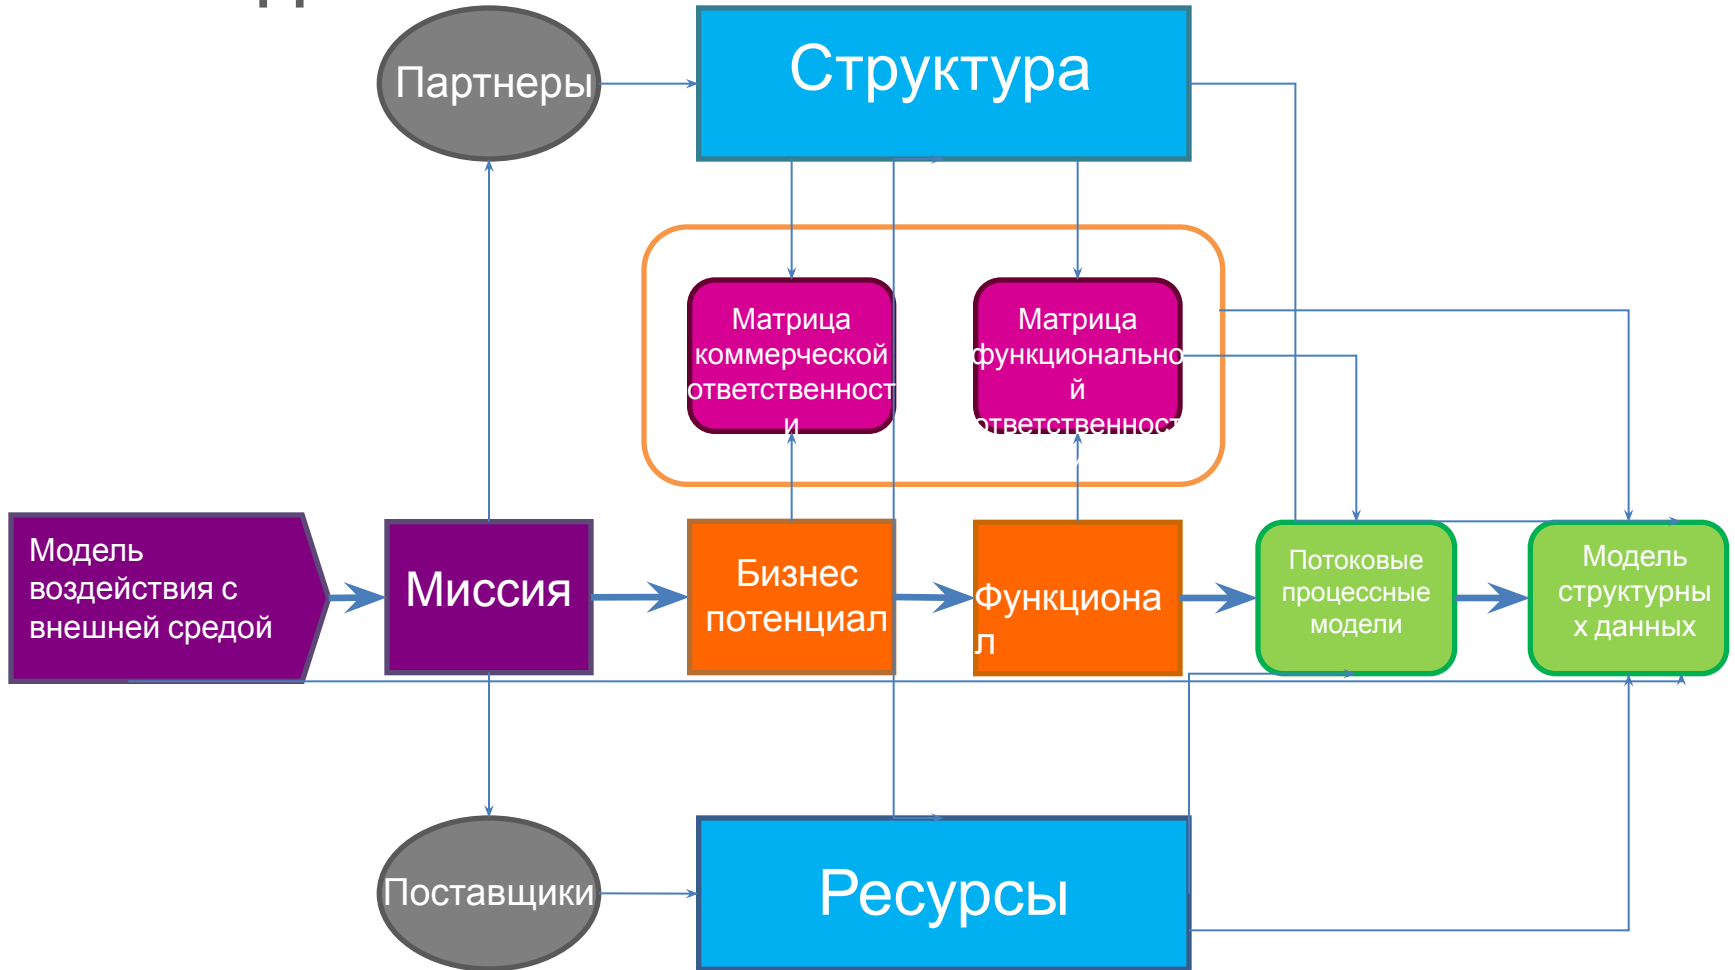 Партнеры
Структура
Матрица
коммерческой
ответственност
и
Матрица
функционально
й
ответственност
Модель
воздействия с
внешней средой
Миссия
Бизнес
потенциал
Функциона
л
Потоковые
процессные
модели
Модель
структурны
х данных
Поставщики
Ресурсы